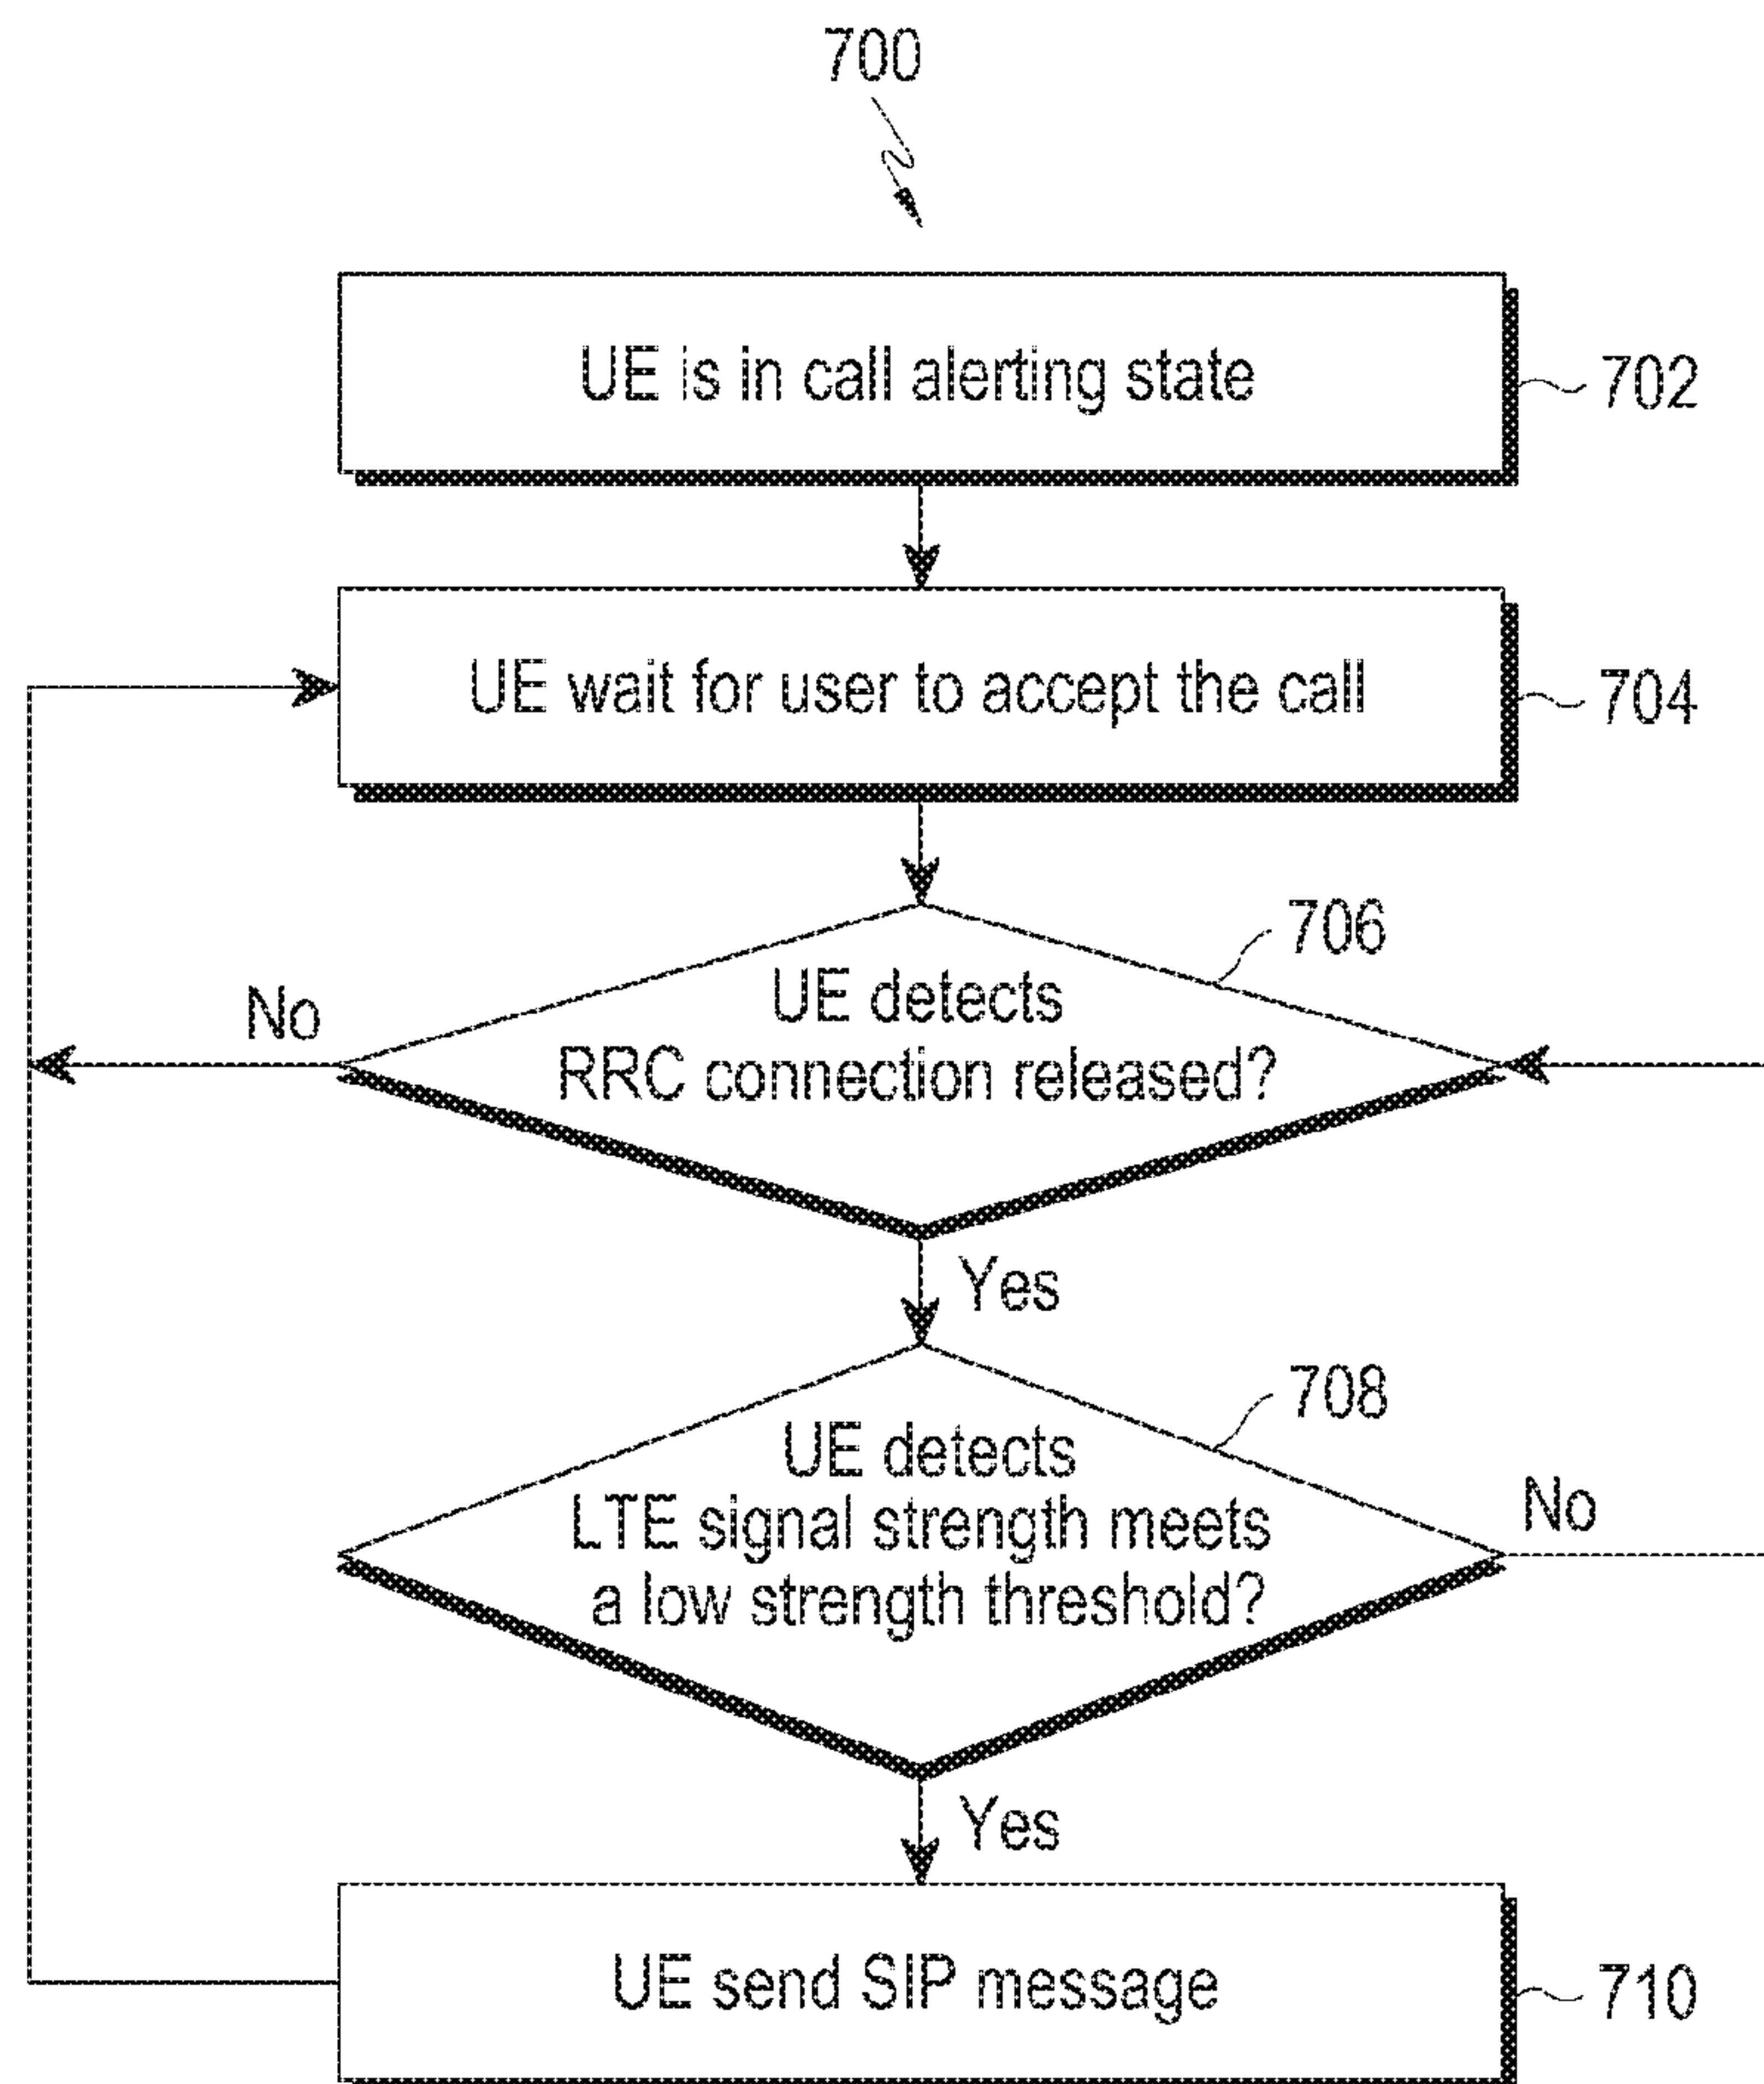 700
UE is in call alerting state
702
UE wait for user to accept the call
704
706
UE detects
No
RRC connection released?
Yes
708
UE detects
LTE signal strength meets
No
a low strength threshold?
Yes
UE send SIP message
710